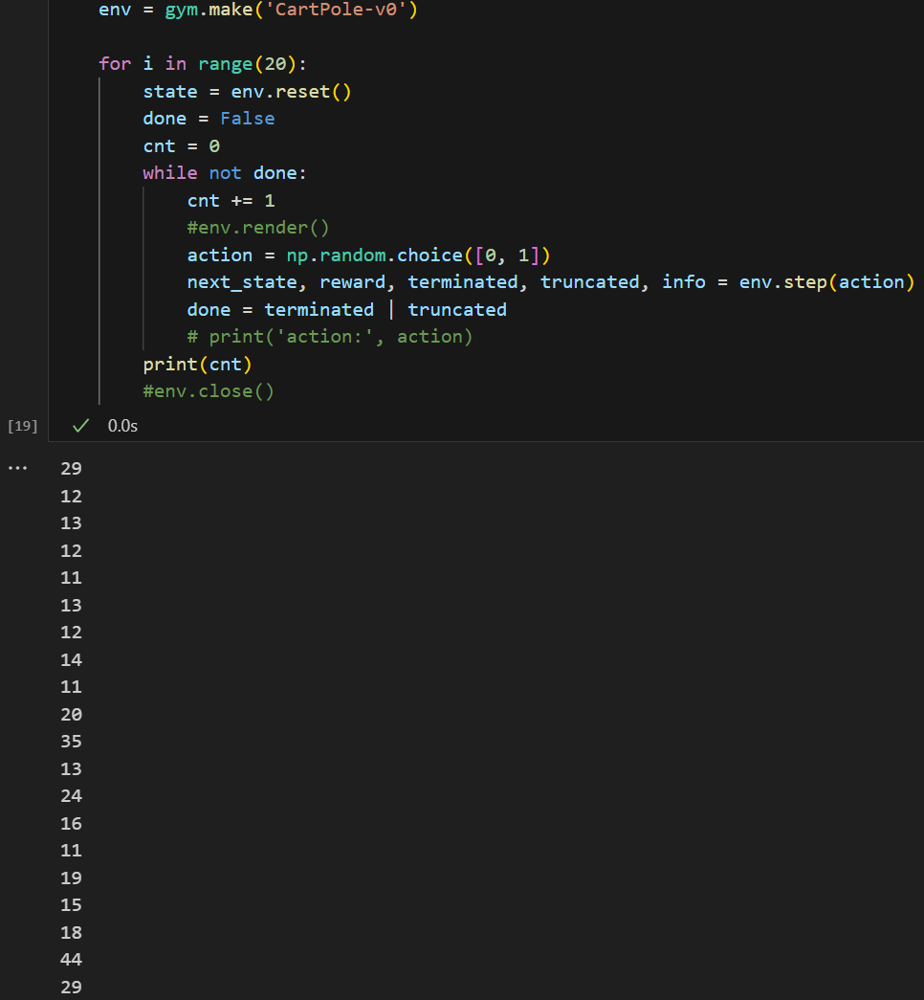 env = gym.make('CartPole-v0')
for i in range(20):
state = env.reset()
done = False
cnt = 0
while not done:
cnt += 1
#env.render()
action = np.random.choice([0, 1])
next_state, reward, terminated, truncated, info = env.step(action)
done = terminated | truncated
# print('action:', action)
print(cnt)
#env.close()
[19] ✓ 0.0s
... 29
12
13
12
11
13
12
14
11
20
35
13
24
16
11
19
15
18
44
29